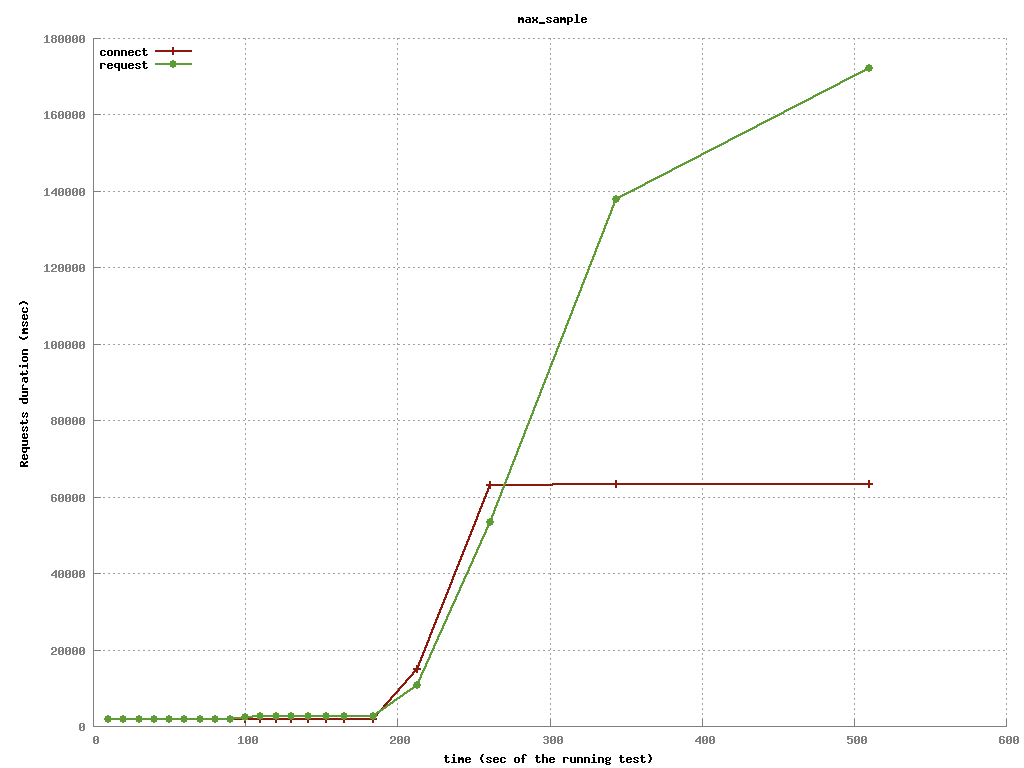 max_sample
180000
connect
request
160000
140000
120000
100000
80000
60000
40000
20000
0
Requests duration (msec)
0 100 200 300 400 500 600
time (sec of the running test)